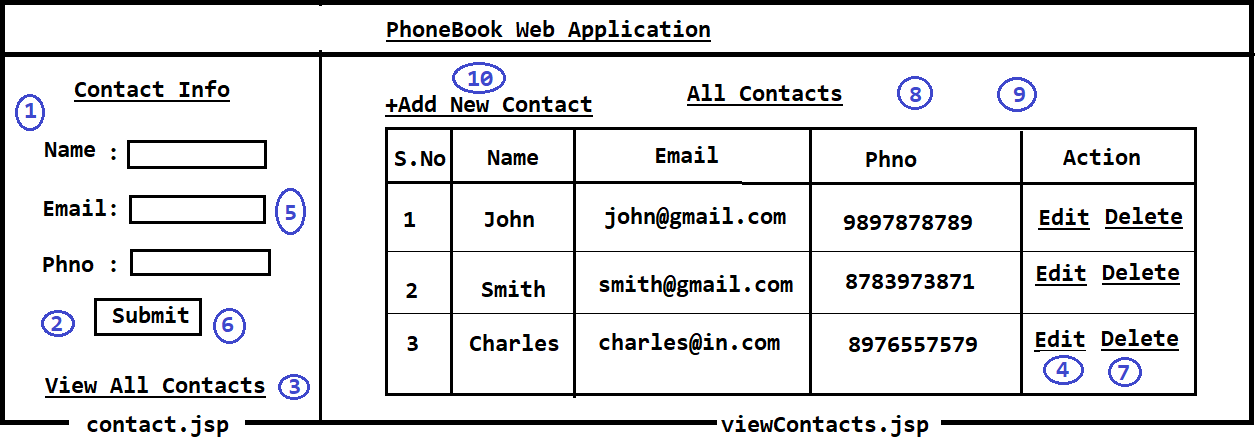 PhoneBook Web Application
Contact Info
1
Name :
Email:
5
Phno :
2
Submit
6
View All Contacts
3
contact.jsp
10
+Add New Contact
All Contacts
8
9
S.No Name Email Phno Action
1 John john@gmail.com 9897878789 Edit Delete
2 Smith smith@gmail.com 8783973871 Edit Delete
3 Charles charles@in.com 8976557579 Edit Delete
4
7
viewContacts.jsp